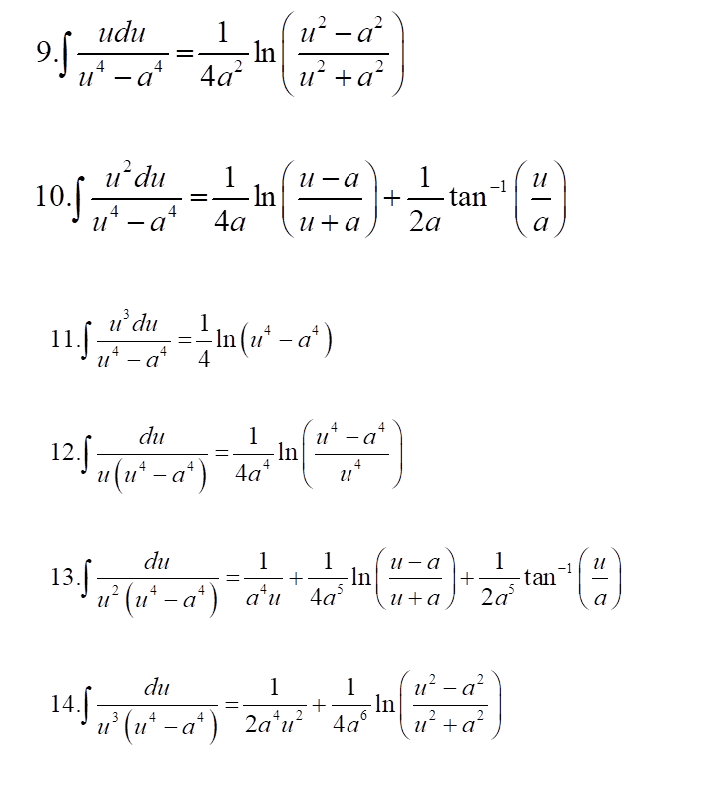 9.∫ udu/(u⁴ − a⁴) = 1/(4a²) ln((u² − a²)/(u² + a²))
10.∫ u²du/(u⁴ − a⁴) = 1/(4a) ln((u − a)/(u + a)) + 1/(2a) tan⁻¹(u/a)
11.∫ u³du/(u⁴ − a⁴) = 1/4 ln(u⁴ − a⁴)
12.∫ du/(u(u⁴ − a⁴)) = 1/(4a⁴) ln((u⁴ − a⁴)/u⁴)
13.∫ du/(u²(u⁴ − a⁴)) = 1/(a⁴u) + 1/(4a⁵) ln((u − a)/(u + a)) + 1/(2a⁵) tan⁻¹(u/a)
14.∫ du/(u³(u⁴ − a⁴)) = 1/(2a⁴u²) + 1/(4a⁶) ln((u² − a²)/(u² + a²))